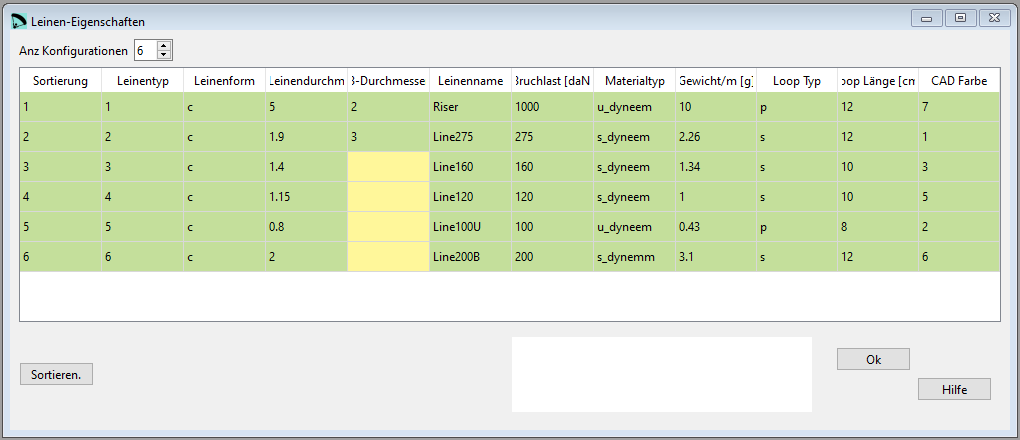 Leinen-Eigenschaften
Anz Konfigurationen 6
Sortierung Leinentyp Leinenform Leinendurchm 3-Durchmesse Leinenname Bruchlast [daN Materialtyp Gewicht/m [g] Loop Typ oop Länge [cm CAD Farbe
1 1 c 5 2 Riser 1000 u_dyneem 10 p 12 7
2 2 c 1.9 3 Line275 275 s_dyneem 2.26 s 12 1
3 3 c 1.4 Line160 160 s_dyneem 1.34 s 10 3
4 4 c 1.15 Line120 120 s_dyneem 1 s 10 5
5 5 c 0.8 Line100U 100 u_dyneem 0.43 p 8 2
6 6 c 2 Line200B 200 s_dynemm 3.1 s 12 6
Ok
Sortieren.
Hilfe